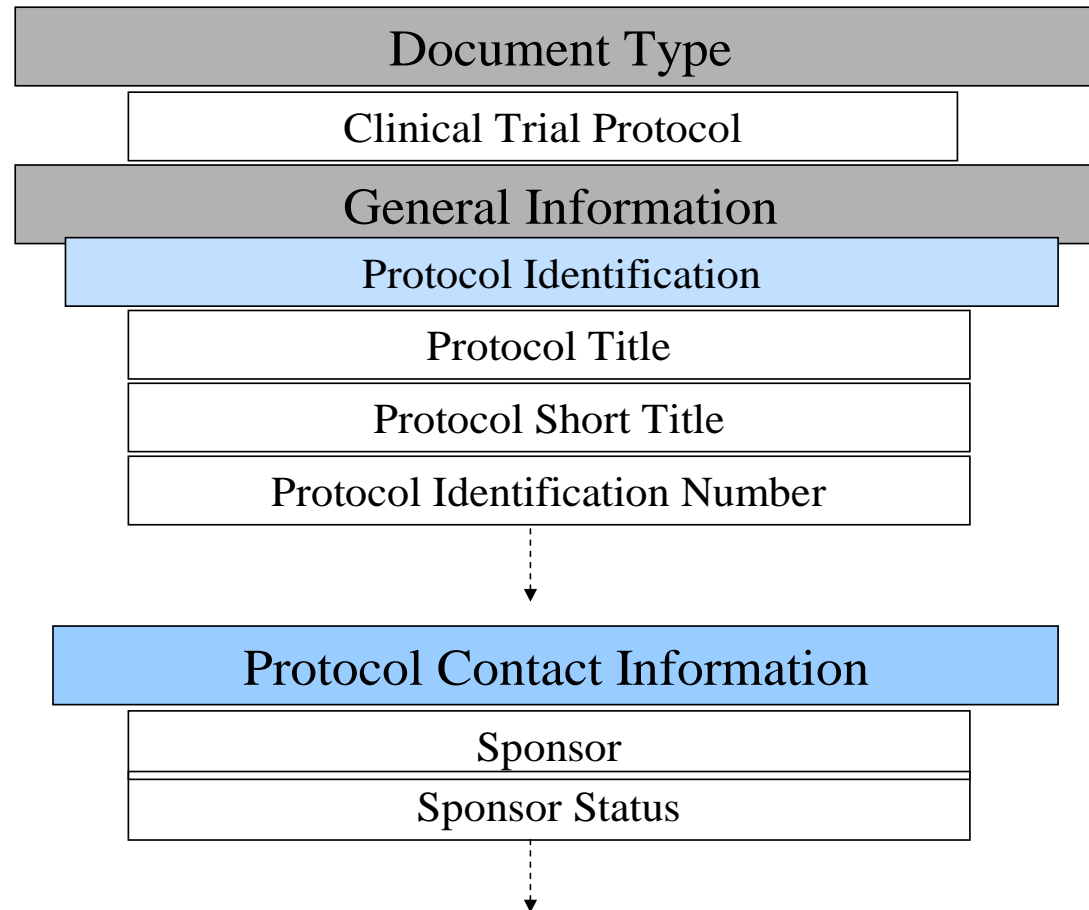 Document Type
Clinical Trial Protocol
General Information
Protocol Identification
Protocol Title
Protocol Short Title
Protocol Identification Number
Protocol Contact Information
Sponsor
Sponsor Status